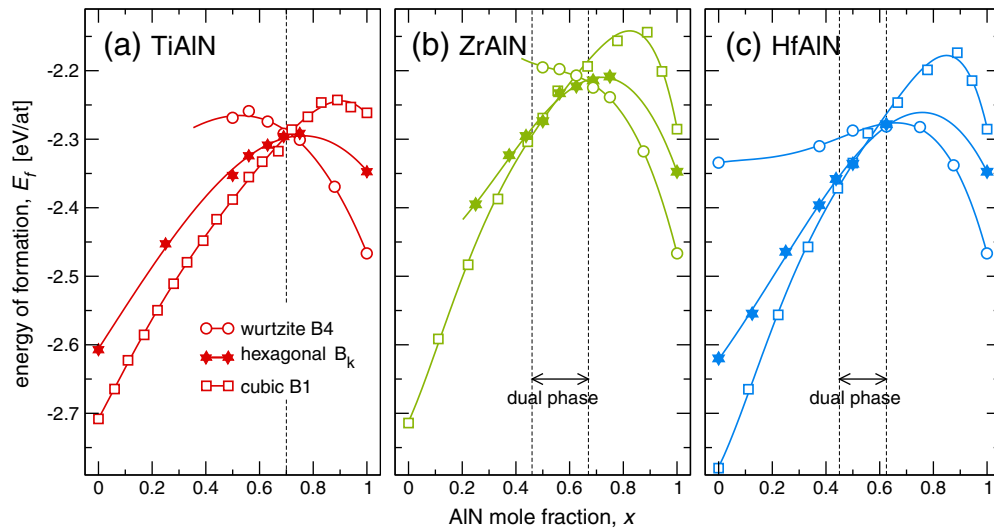 (a) TiAlN
(b) ZrAlN
(c) HfAlN
energy of formation, E_f [eV/at]
-2.2
-2.3
-2.4
-2.5
-2.6
-2.7
wurtzite B4
hexagonal B_k
cubic B1
dual phase
dual phase
0 0.2 0.4 0.6 0.8 1
0 0.2 0.4 0.6 0.8 1
0 0.2 0.4 0.6 0.8 1
AlN mole fraction, x